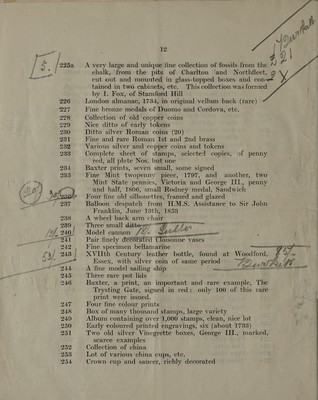 12
5.
225a A very large and unique fine collection of fossils from the
chalk, from the pits of Charlton and Northfleet,
cut out and mounted in glass-topped boxes and con-
tained in two cabinets, etc. This collection was formed
by I. Fox, of Stamford Hill
£21
226 London almanac, 1734, in original vellum back (rare)
227 Fine bronze medals of Duomo and Cordova, etc.
228 Collection of old copper coins
229 Nice ditto of early tokens
230 Ditto silver Roman coins (20)
231 Fine and rare Roman 1st and 2nd brass
232 Various silver and copper coins and tokens
233 Complete sheet of stamps, selected copies, of penny
red, all plate Nos. but one
234 Baxter prints, seven small, some signed
235 Fine Mint twopenny piece, 1797, and another, two
Mint State pennies, Victoria and George III., penny
and half, 1806, small Rodney medal, Sandwich
236 Four fine old silhouettes, framed and glazed
237 Balloon despatch from H.M.S. Assistance to Sir John
Franklin, June 13th, 1853
238 A wheel back arm chair
239 Three small ditto
240 Model cannon
241 Pair finely decorated Cloisonne vases
242 Fine specimen bellamarine
243 XVIIth Century leather bottle, found at Woodford,
Essex, with silver coin of same period
244 A fine model sailing ship
245 Three rare pot lids
246 Baxter, a print, an important and rare example, The
Trysting Gate, signed in red: only 100 of this rare
print were issued.
247 Four fine colour prints
248 Box of many thousand stamps, large variety
249 Album containing over 1,000 stamps, clean, nice lot
250 Early coloured printed engravings, six (about 1783)
251 Two old silver Vinegrette boxes, George III., marked,
scarce examples
252 Collection of china
253 Lot of various china cups, etc.
254 Crown cup and saucer, richly decorated